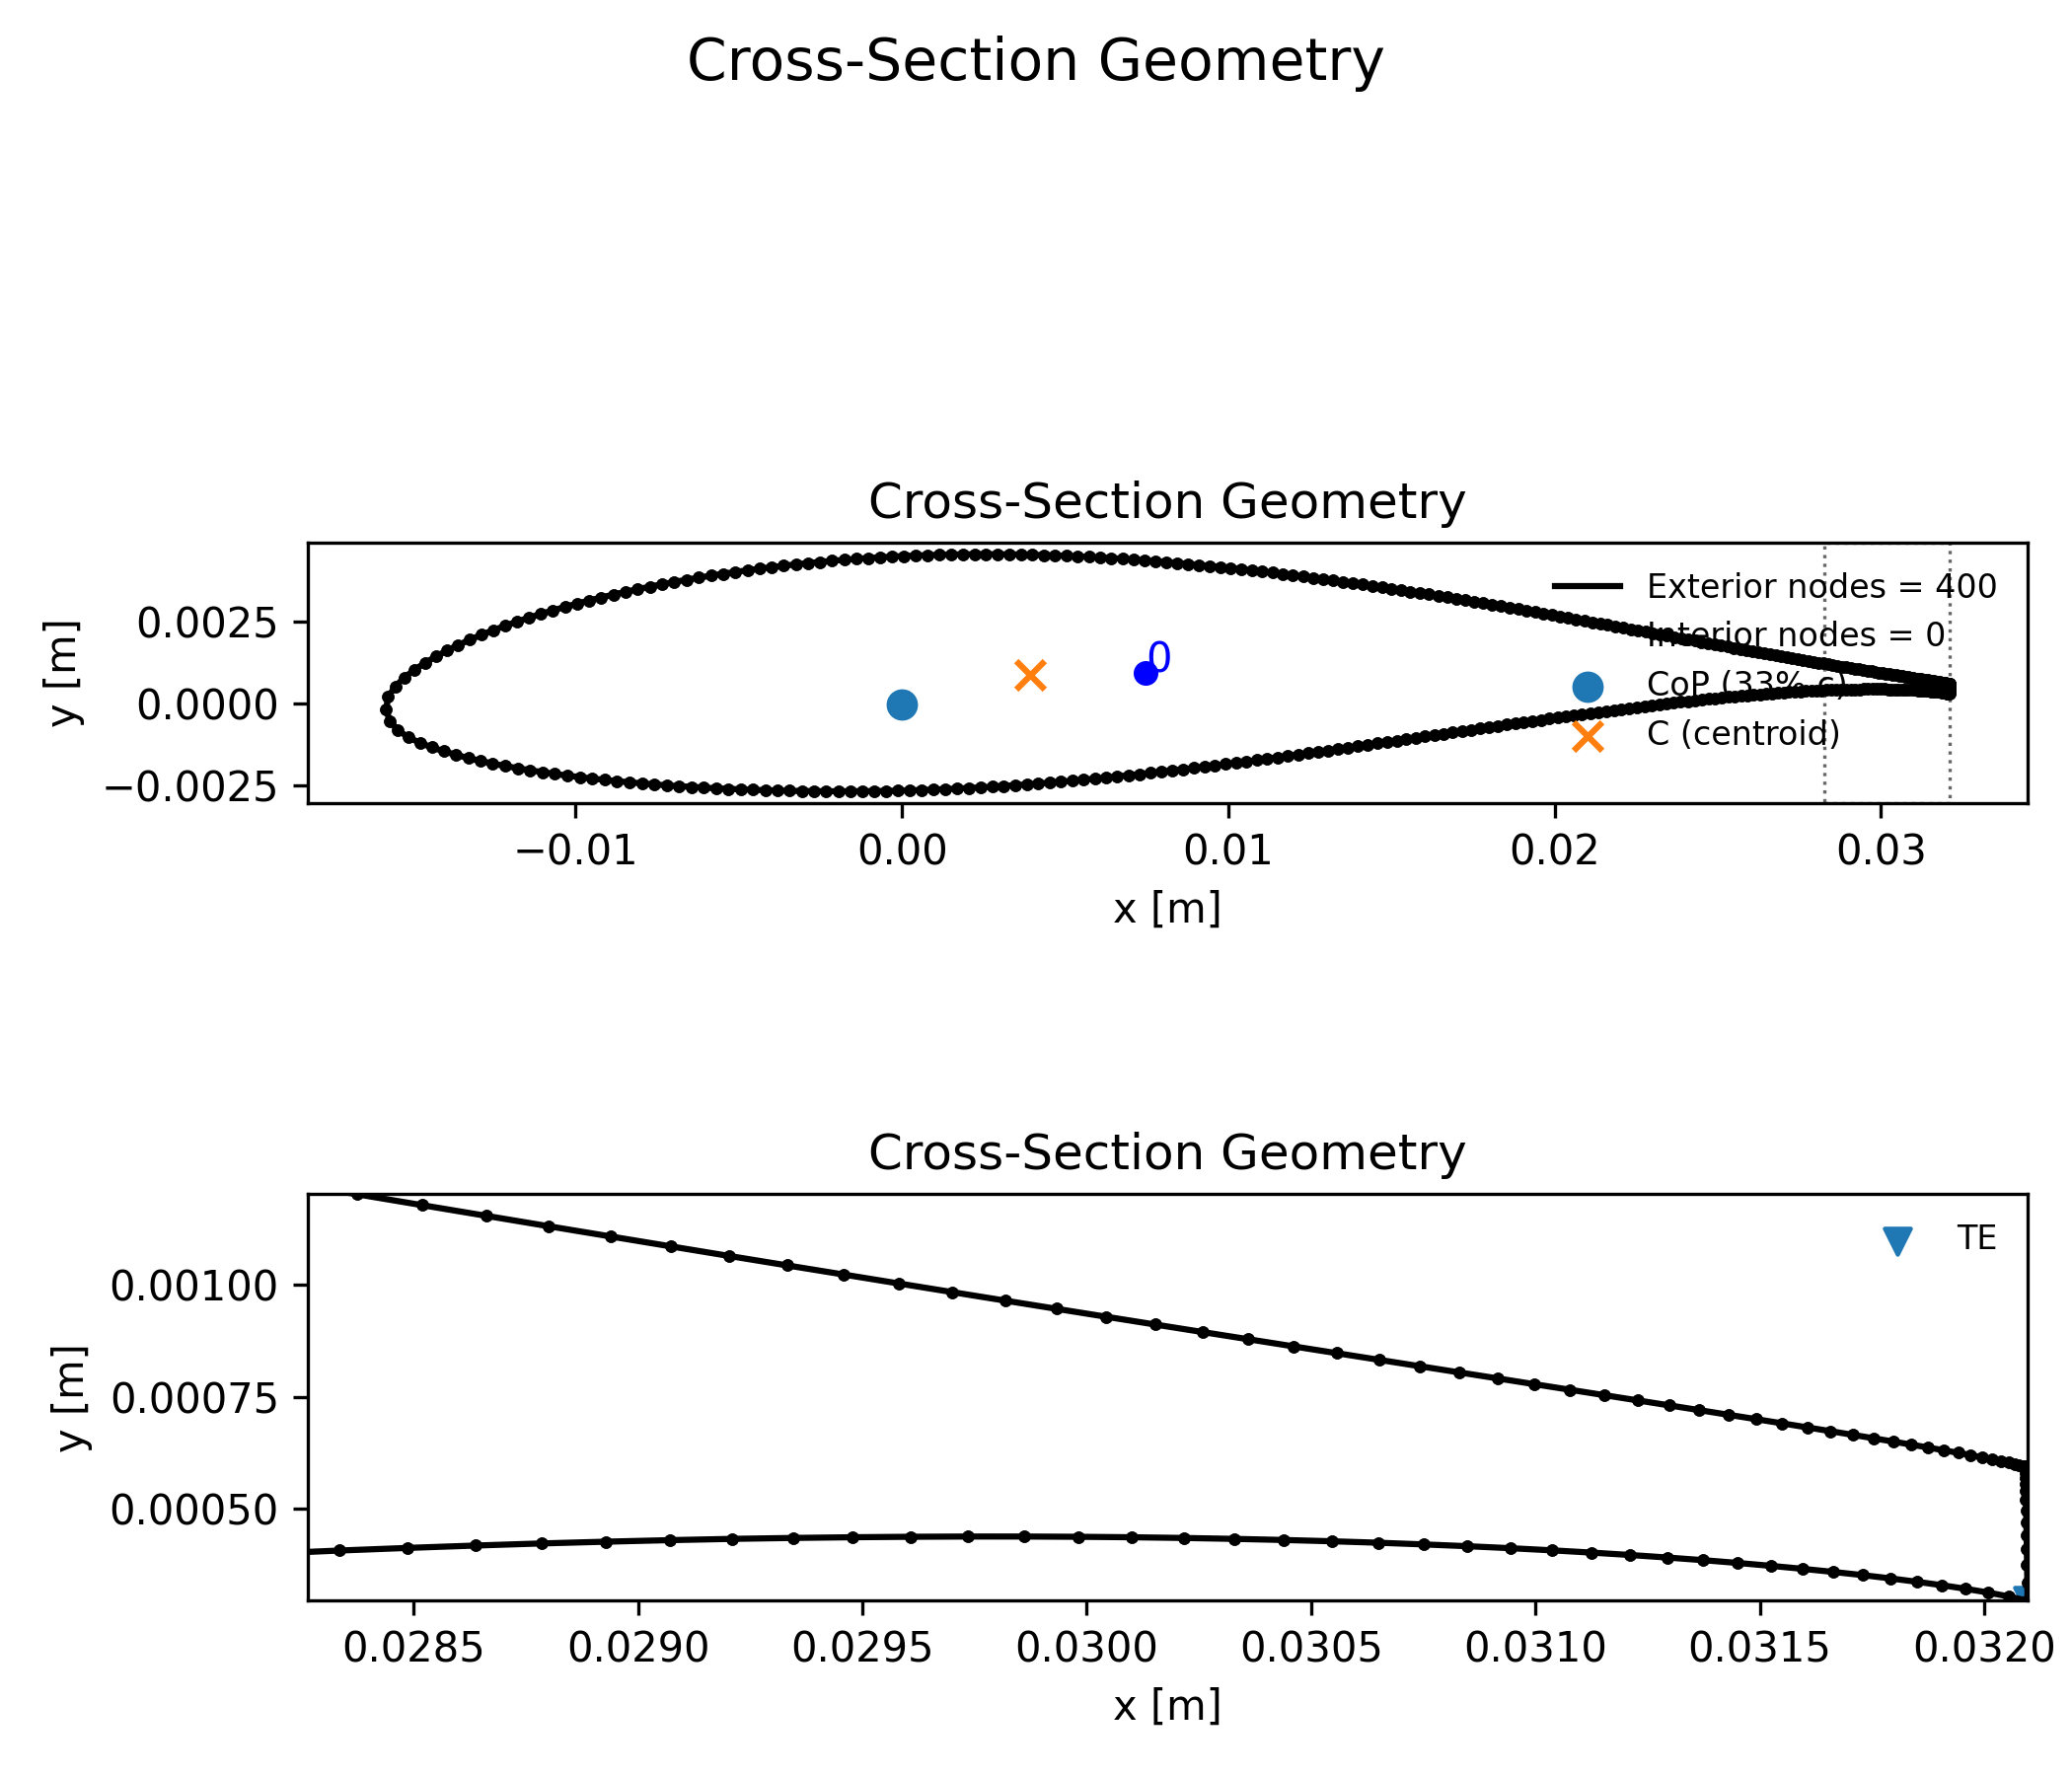 Cross-Section Geometry
Cross-Section Geometry
y [m]
0.0025
0.0000
−0.0025
0
Exterior nodes = 400
Interior nodes = 0
CoP (33% c)
C (centroid)
−0.01 0.00 0.01 0.02 0.03
x [m]
Cross-Section Geometry
y [m]
0.00100
0.00075
0.00050
TE
0.0285 0.0290 0.0295 0.0300 0.0305 0.0310 0.0315 0.0320
x [m]